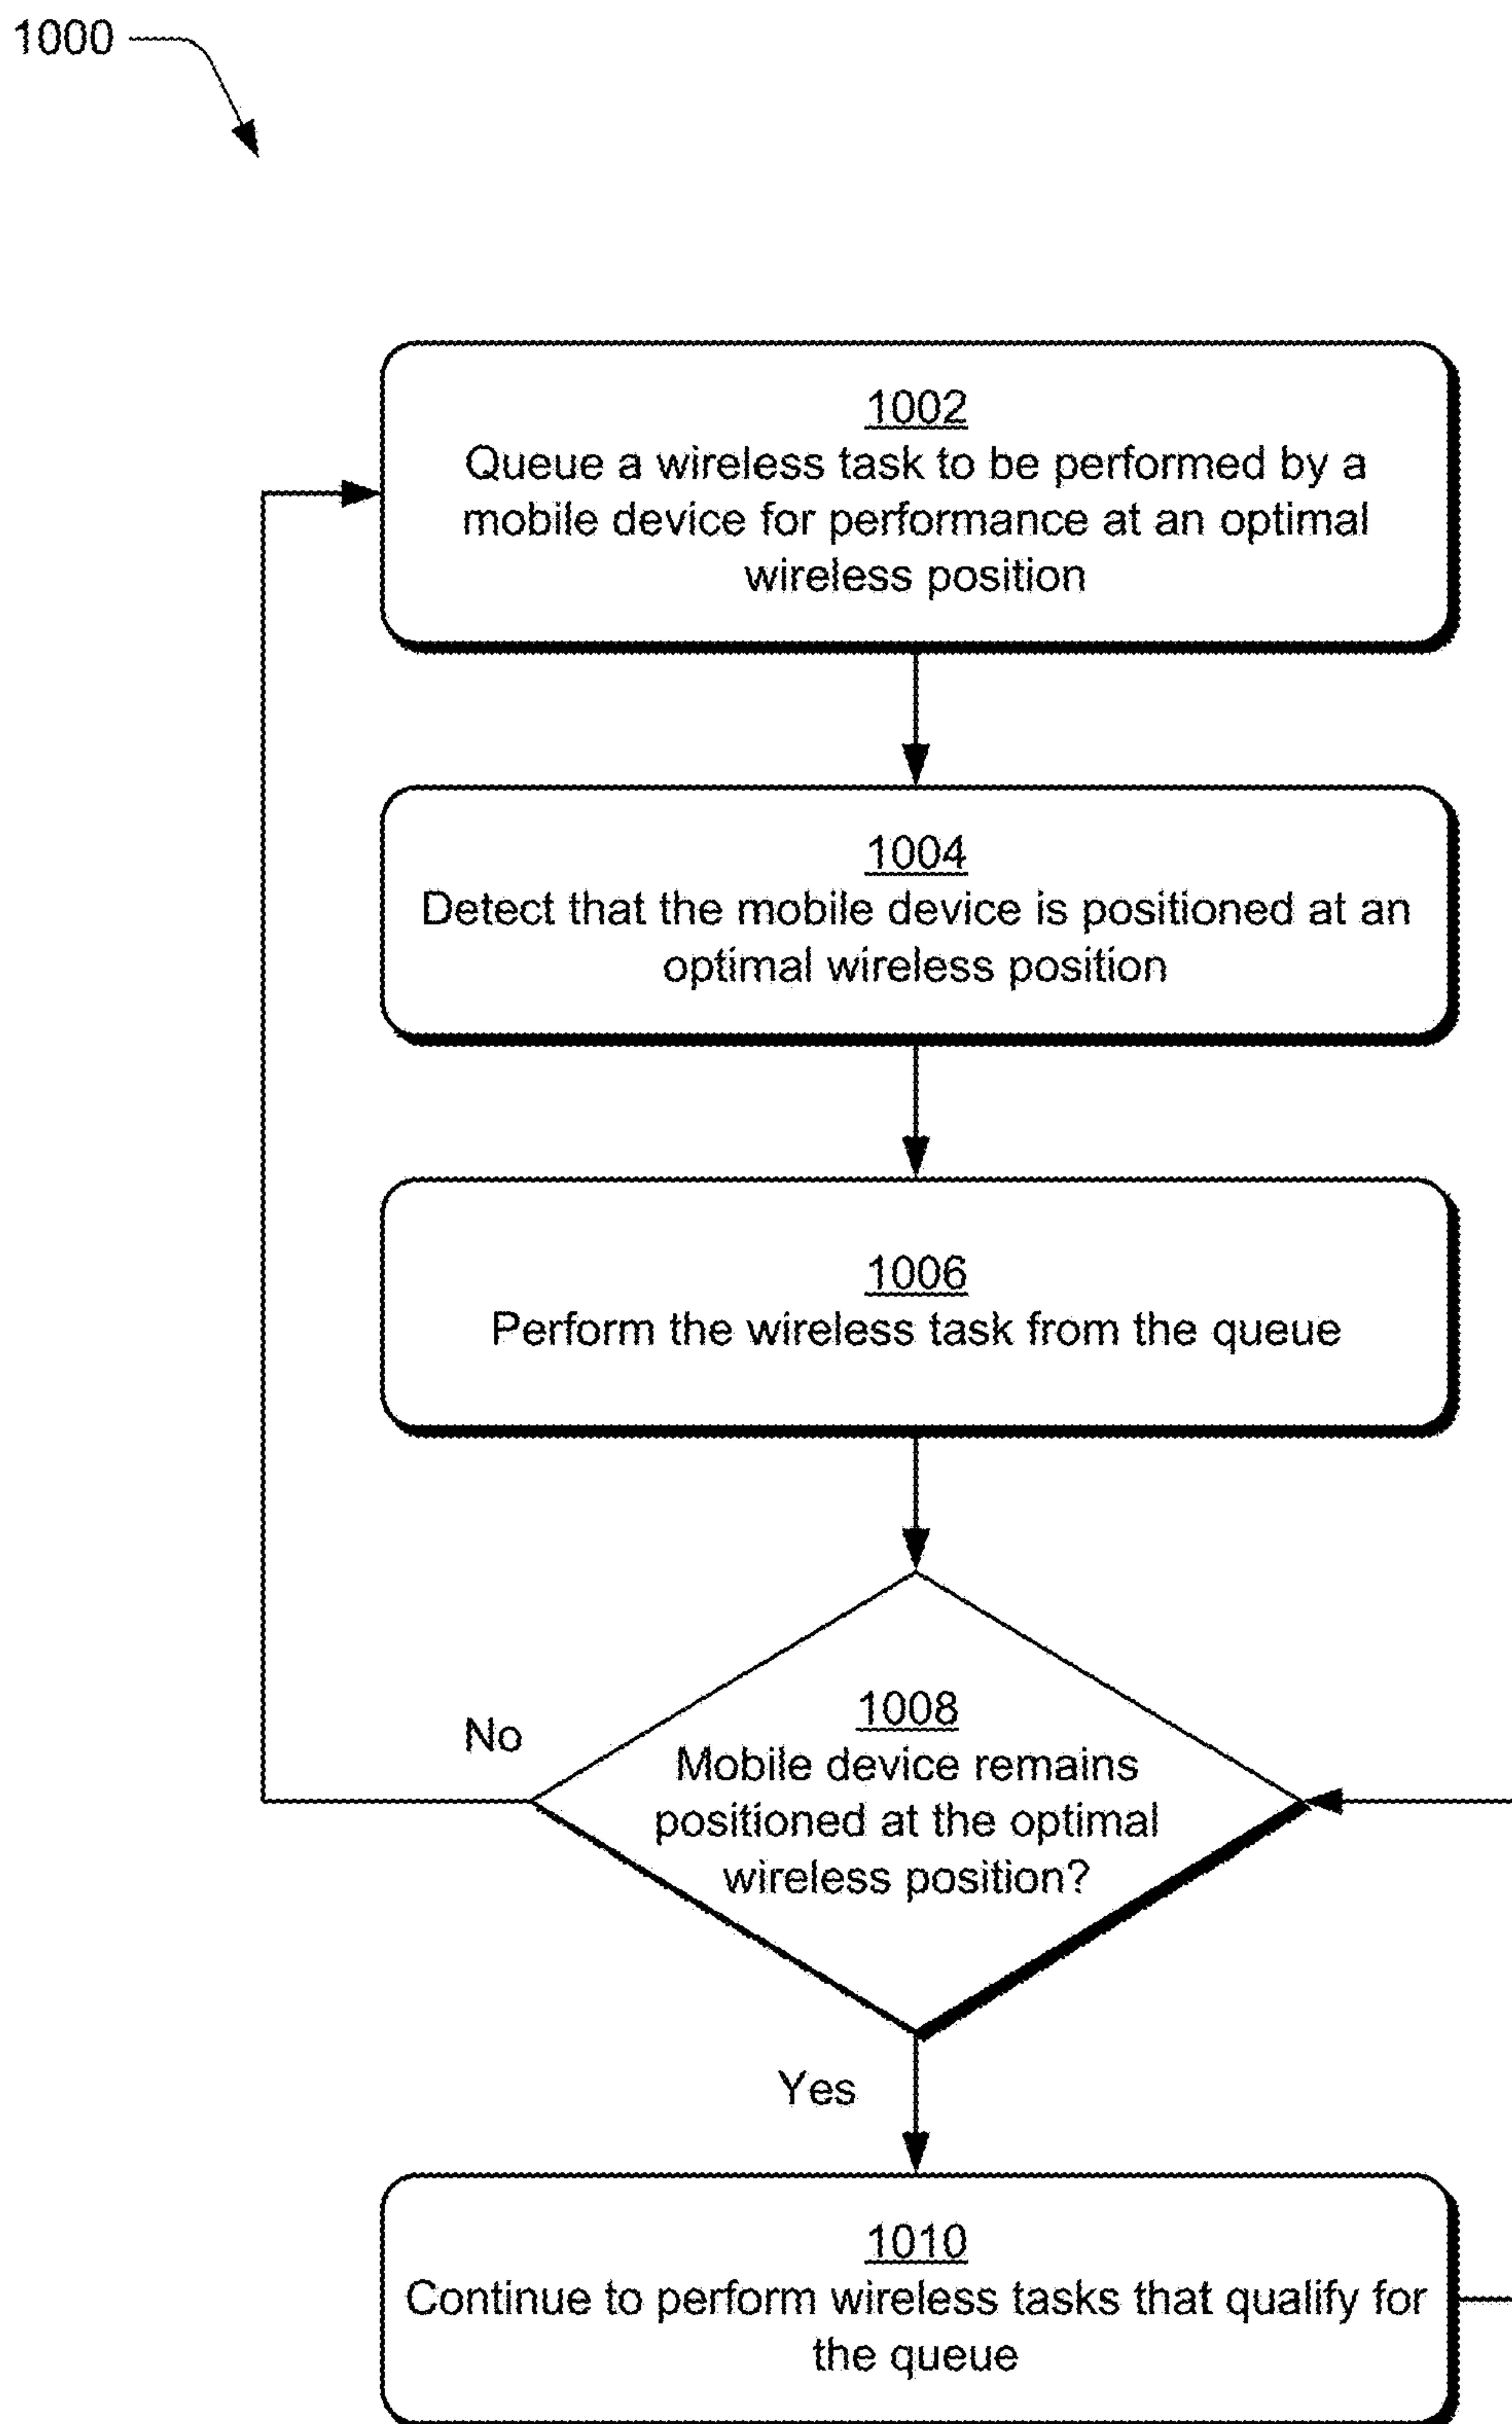 1000
1002
Queue a wireless task to be performed by a
mobile device for performance at an optimal
wireless position
1004
Detect that the mobile device is positioned at an
optimal wireless position
1006
Perform the wireless task from the queue
1008
Mobile device remains
positioned at the optimal
wireless position?
No
Yes
1010
Continue to perform wireless tasks that qualify for
the queue